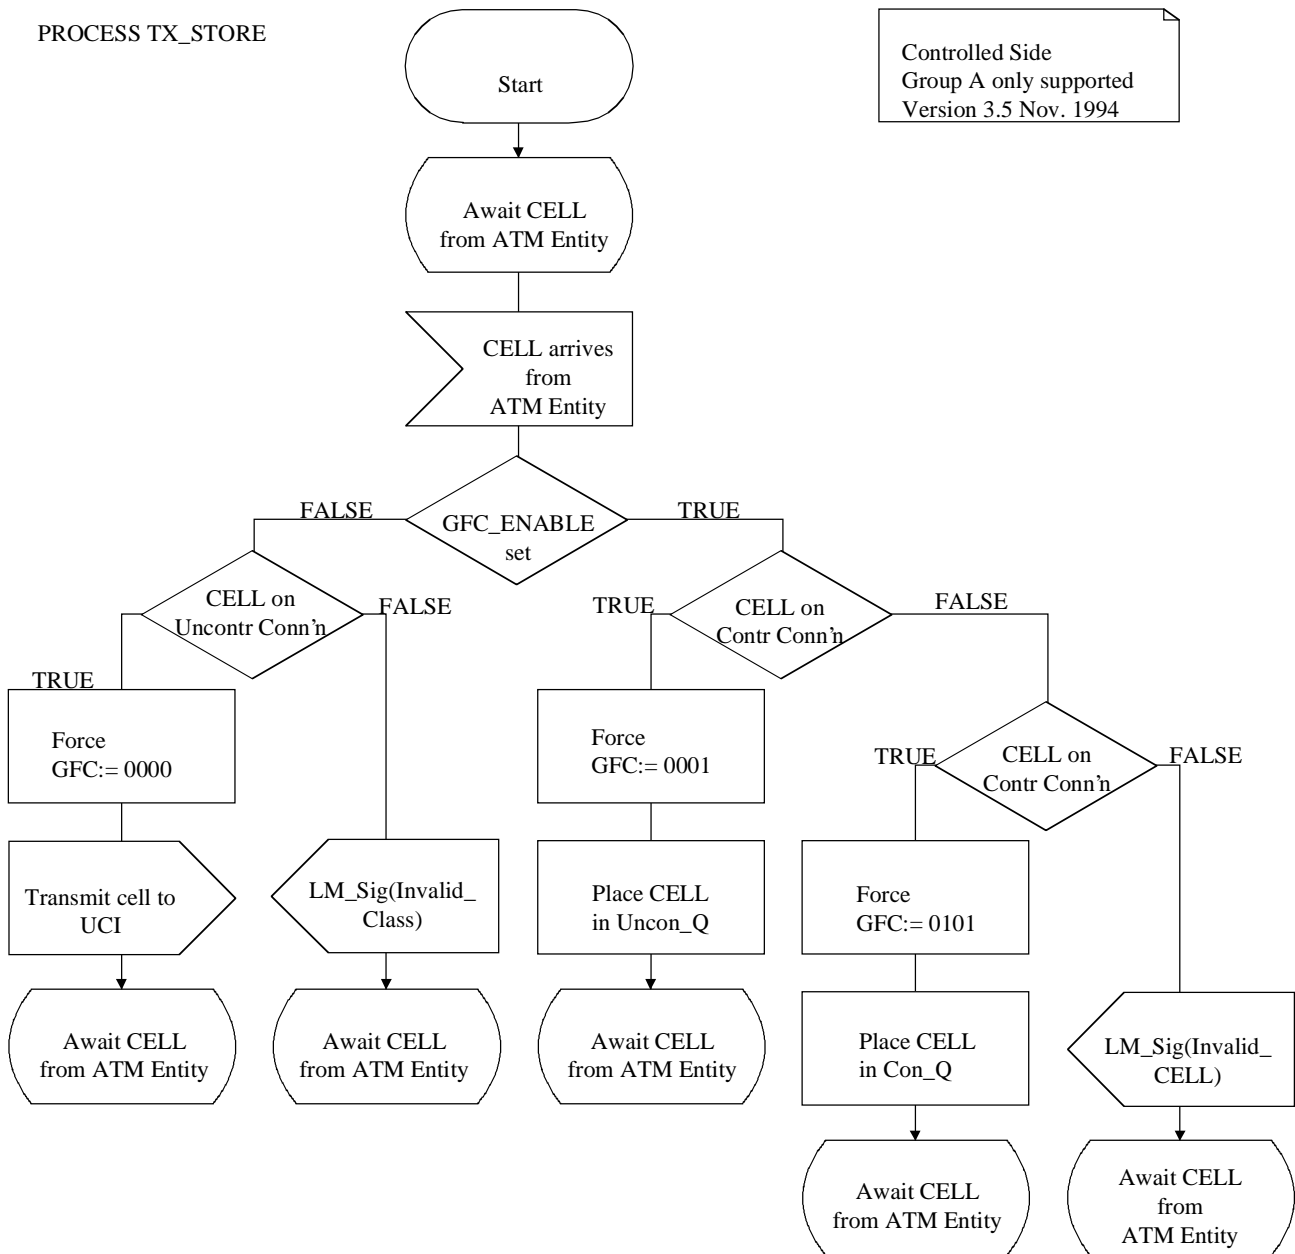 PROCESS TX_STORE
Controlled Side
Group A only supported
Version 3.5 Nov. 1994
Start
Await CELL
from ATM Entity
CELL arrives
from
ATM Entity
GFC_ENABLE
set
FALSE
TRUE
CELL on
Uncontr Conn'n
TRUE
FALSE
CELL on
Contr Conn'n
TRUE
FALSE
Force
GFC:= 0000
Force
GFC:= 0001
CELL on
Contr Conn'n
TRUE
FALSE
Transmit cell to
UCI
LM_Sig(Invalid_
Class)
Place CELL
in Uncon_Q
Force
GFC:= 0101
Await CELL
from ATM Entity
Await CELL
from ATM Entity
Await CELL
from ATM Entity
Place CELL
in Con_Q
LM_Sig(Invalid_
CELL)
Await CELL
from ATM Entity
Await CELL
from
ATM Entity